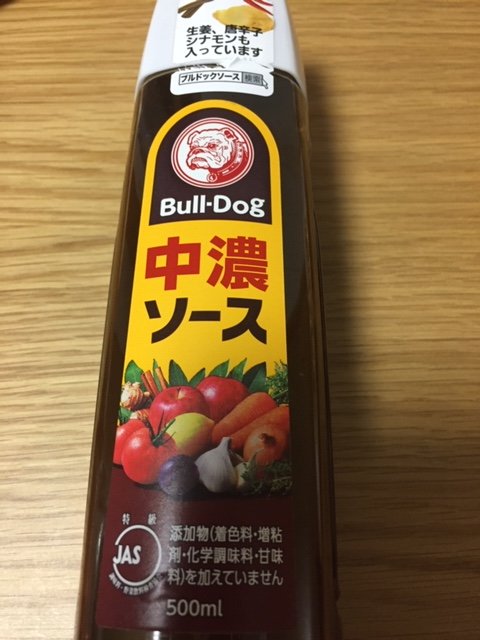 生姜、唐辛子
シナモンも
入っています
ブルドックソース 検索
Bull-Dog
中濃
ソース
特級
JAS
添加物(着色料・増粘
剤・化学調味料・甘味
料)を加えていません
500ml